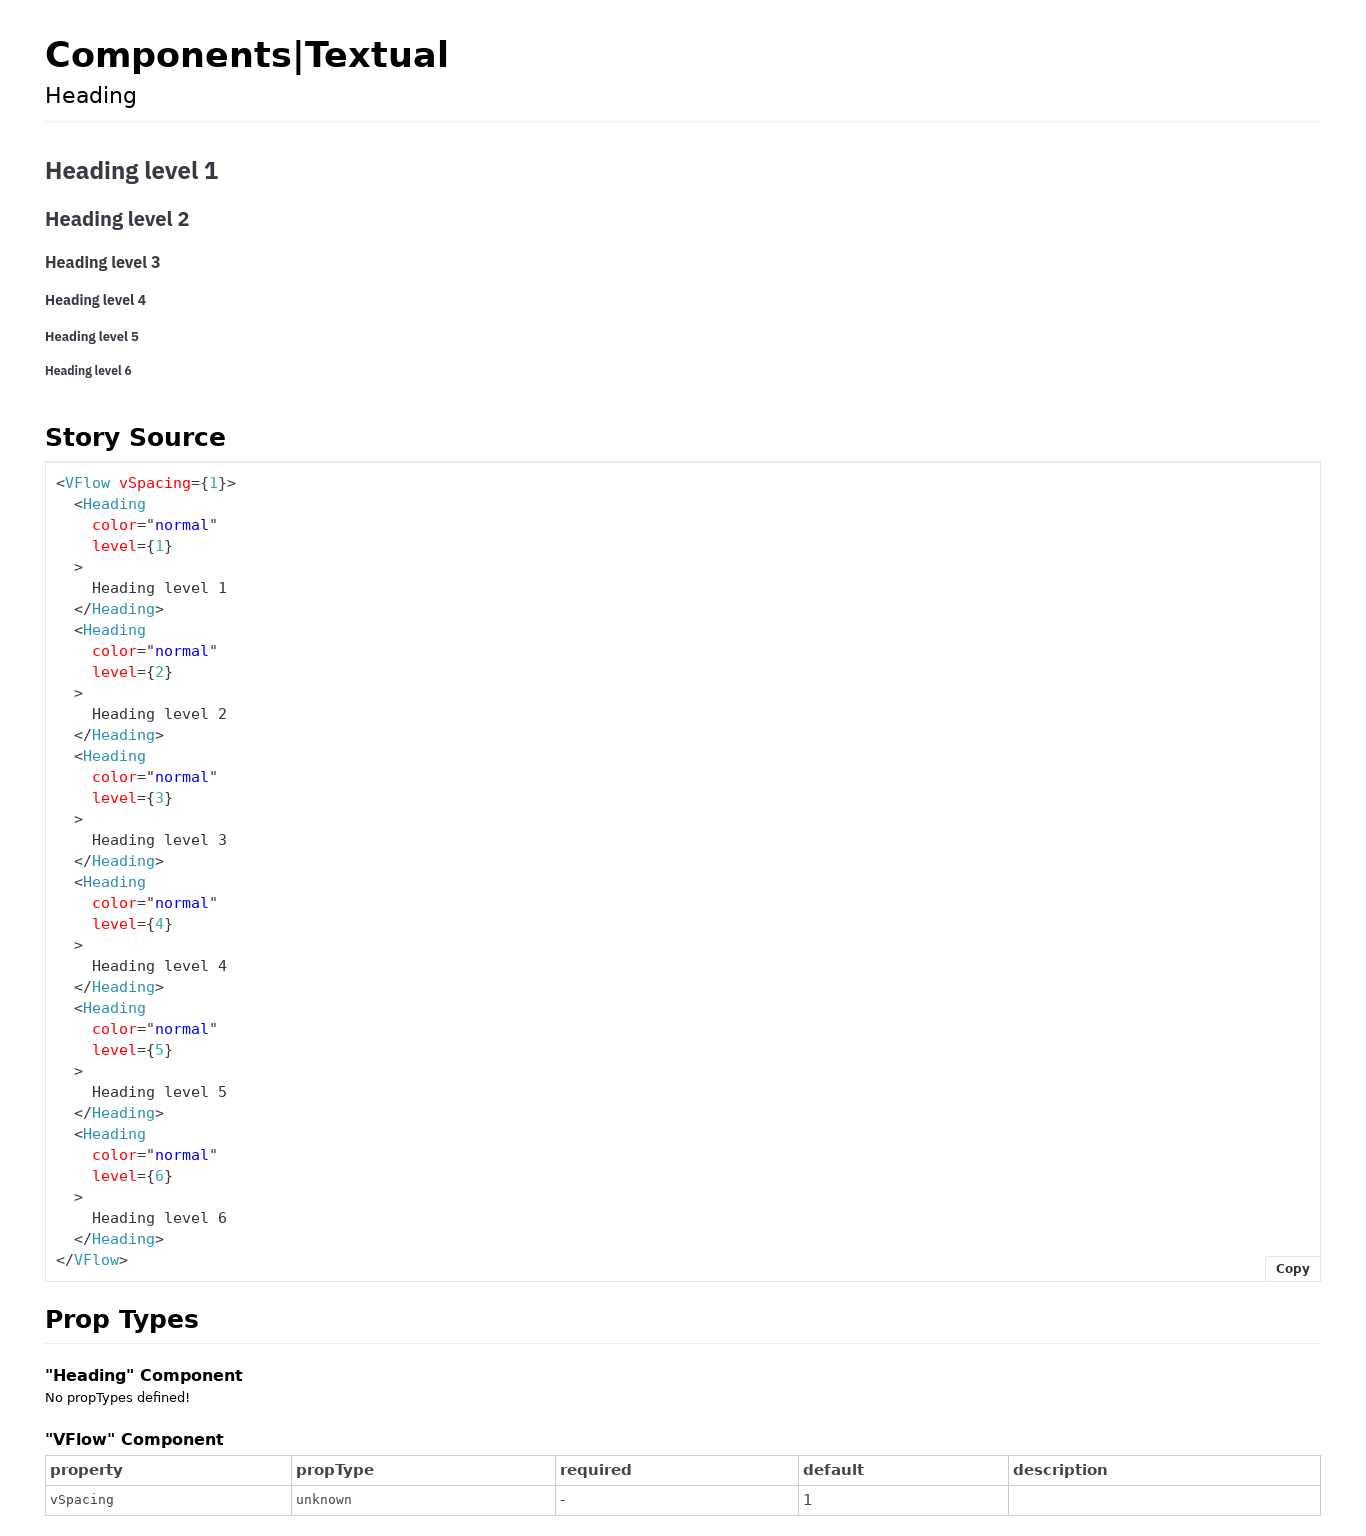 Components|Textual
Heading
Heading level 1
Heading level 2
Heading level 3
Heading level 4
Heading level 5
Heading level 6
Story Source
<VFlow vSpacing={1}>
  <Heading
    color="normal"
    level={1}
  >
    Heading level 1
  </Heading>
  <Heading
    color="normal"
    level={2}
  >
    Heading level 2
  </Heading>
  <Heading
    color="normal"
    level={3}
  >
    Heading level 3
  </Heading>
  <Heading
    color="normal"
    level={4}
  >
    Heading level 4
  </Heading>
  <Heading
    color="normal"
    level={5}
  >
    Heading level 5
  </Heading>
  <Heading
    color="normal"
    level={6}
  >
    Heading level 6
  </Heading>
</VFlow>
Copy
Prop Types
"Heading" Component
No propTypes defined!
"VFlow" Component
property propType required default description
vSpacing unknown - 1